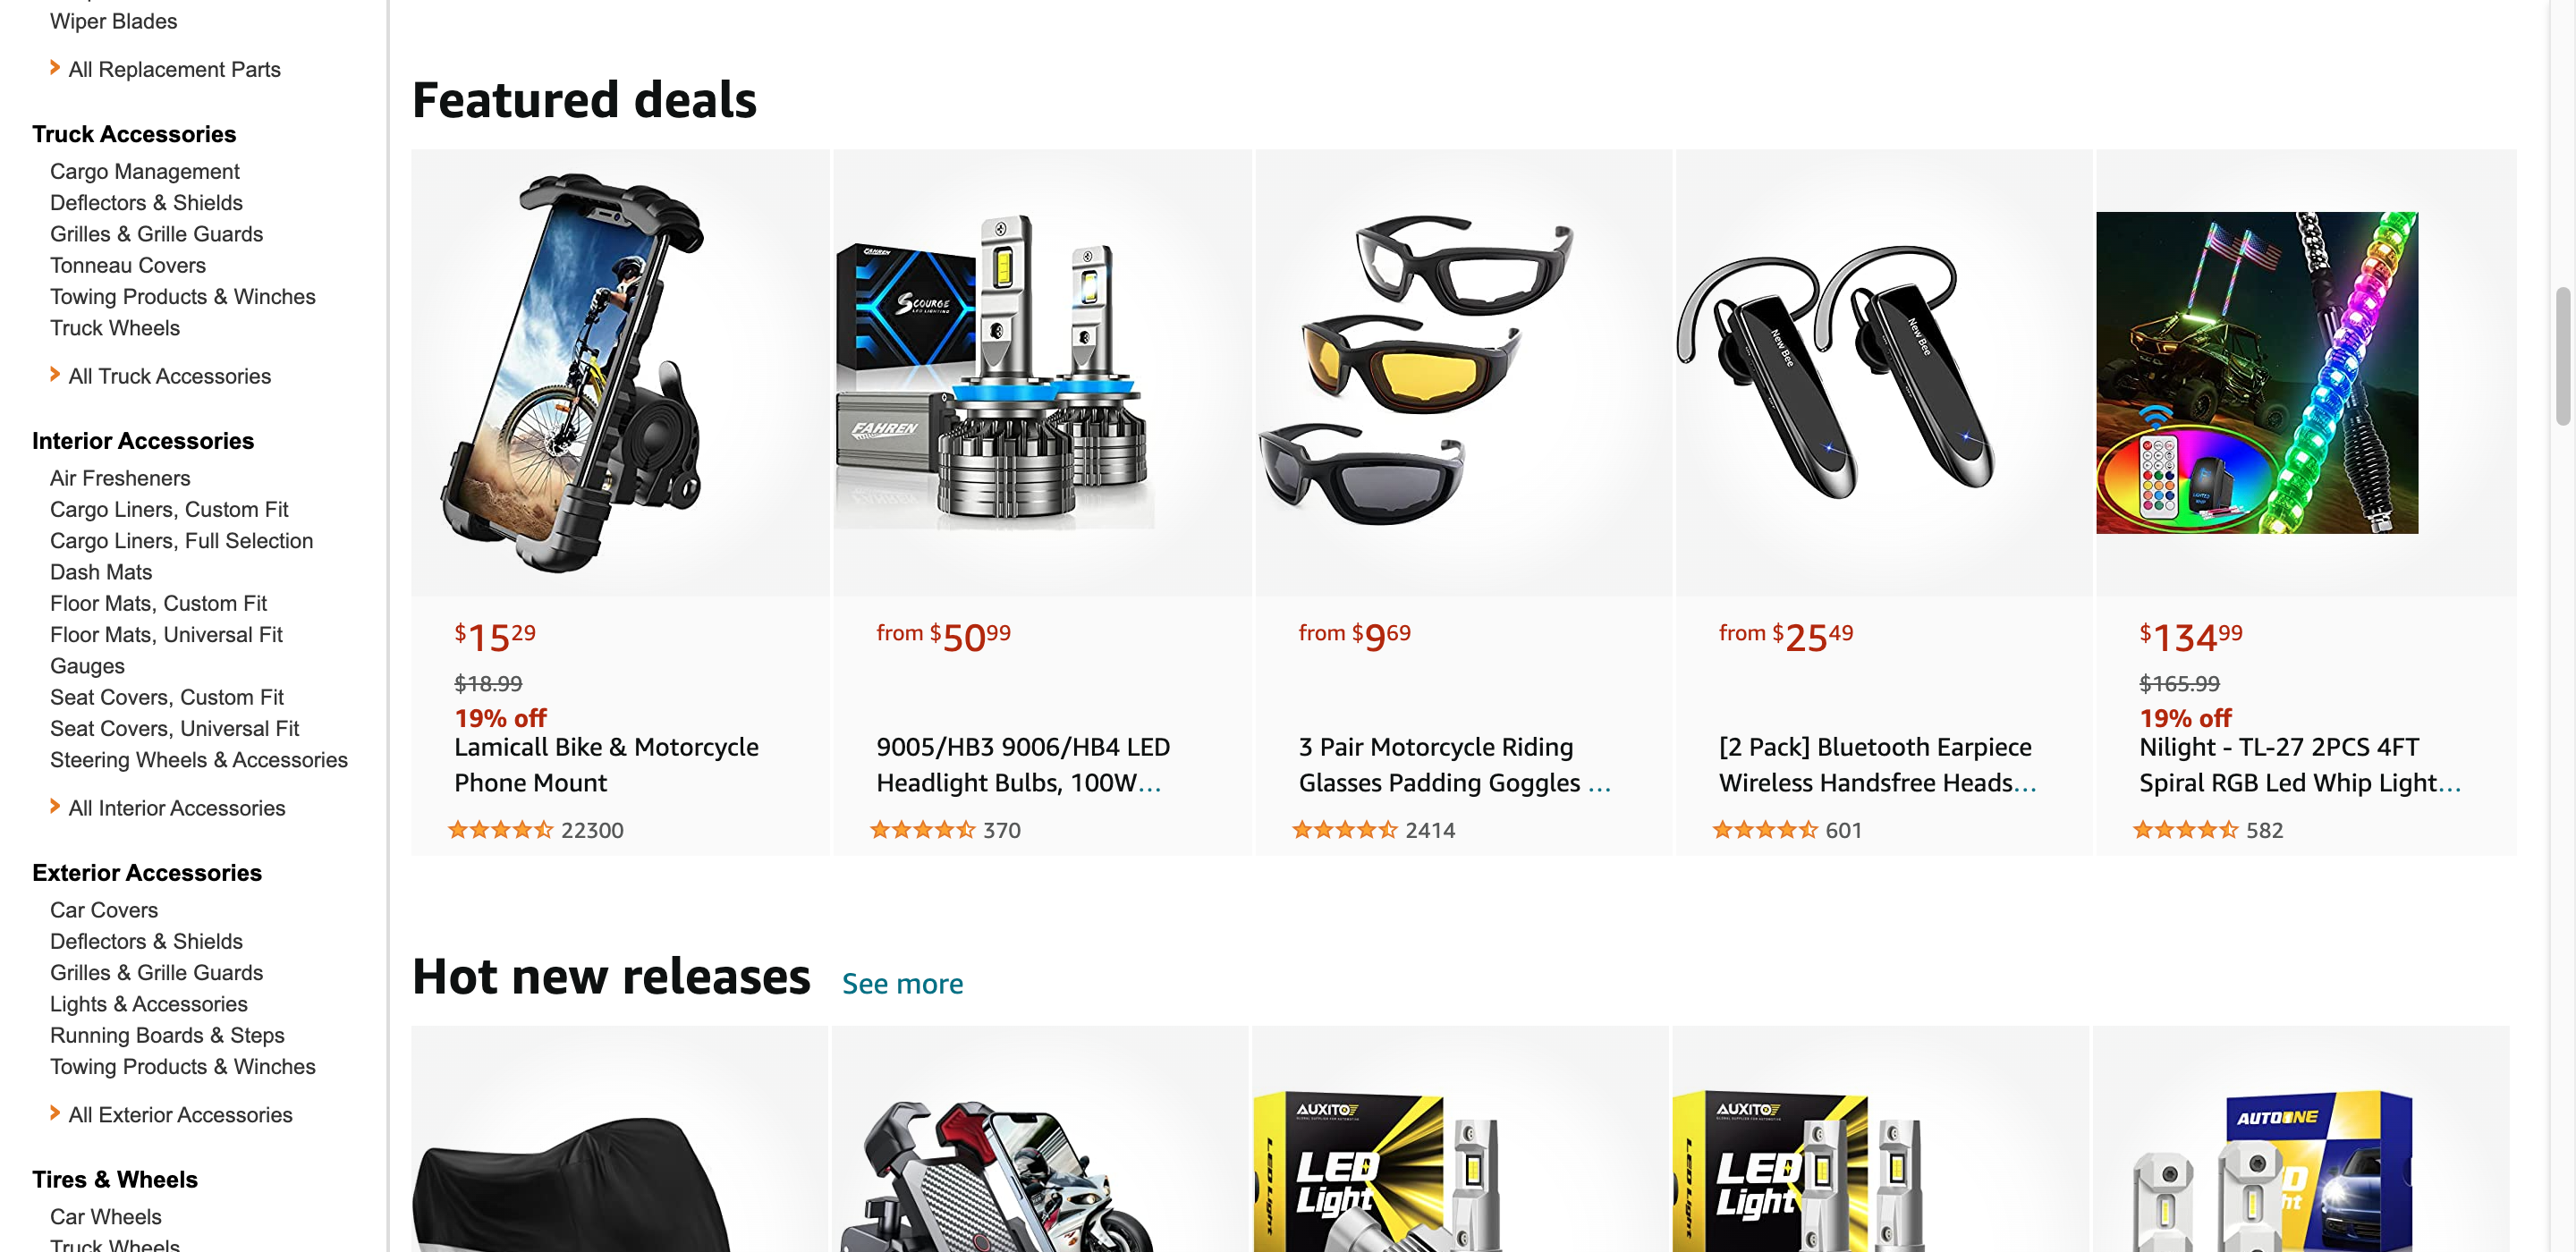 Wiper Blades
All Replacement Parts
Truck Accessories
Cargo Management
Deflectors & Shields
Grilles & Grille Guards
Tonneau Covers
Towing Products & Winches
Truck Wheels
All Truck Accessories
Interior Accessories
Air Fresheners
Cargo Liners, Custom Fit
Cargo Liners, Full Selection
Dash Mats
Floor Mats, Custom Fit
Floor Mats, Universal Fit
Gauges
Seat Covers, Custom Fit
Seat Covers, Universal Fit
Steering Wheels & Accessories
All Interior Accessories
Exterior Accessories
Car Covers
Deflectors & Shields
Grilles & Grille Guards
Lights & Accessories
Running Boards & Steps
Towing Products & Winches
All Exterior Accessories
Tires & Wheels
Car Wheels
Truck Wheels
Featured deals
$15.29
$18.99
19% off
Lamicall Bike & Motorcycle
Phone Mount
22300
FAHREN
SCOURGE
LED LIGHTING
FAHREN
from $50.99
9005/HB3 9006/HB4 LED
Headlight Bulbs, 100W…
370
from $9.69
3 Pair Motorcycle Riding
Glasses Padding Goggles …
2414
New Bee
New Bee
from $25.49
[2 Pack] Bluetooth Earpiece
Wireless Handsfree Heads…
601
$134.99
$165.99
19% off
Nilight - TL-27 2PCS 4FT
Spiral RGB Led Whip Light…
582
Hot new releases See more
AUXITO
LED
Light
LED Light
AUXITO
LED
Light
LED Light
AUTOONE